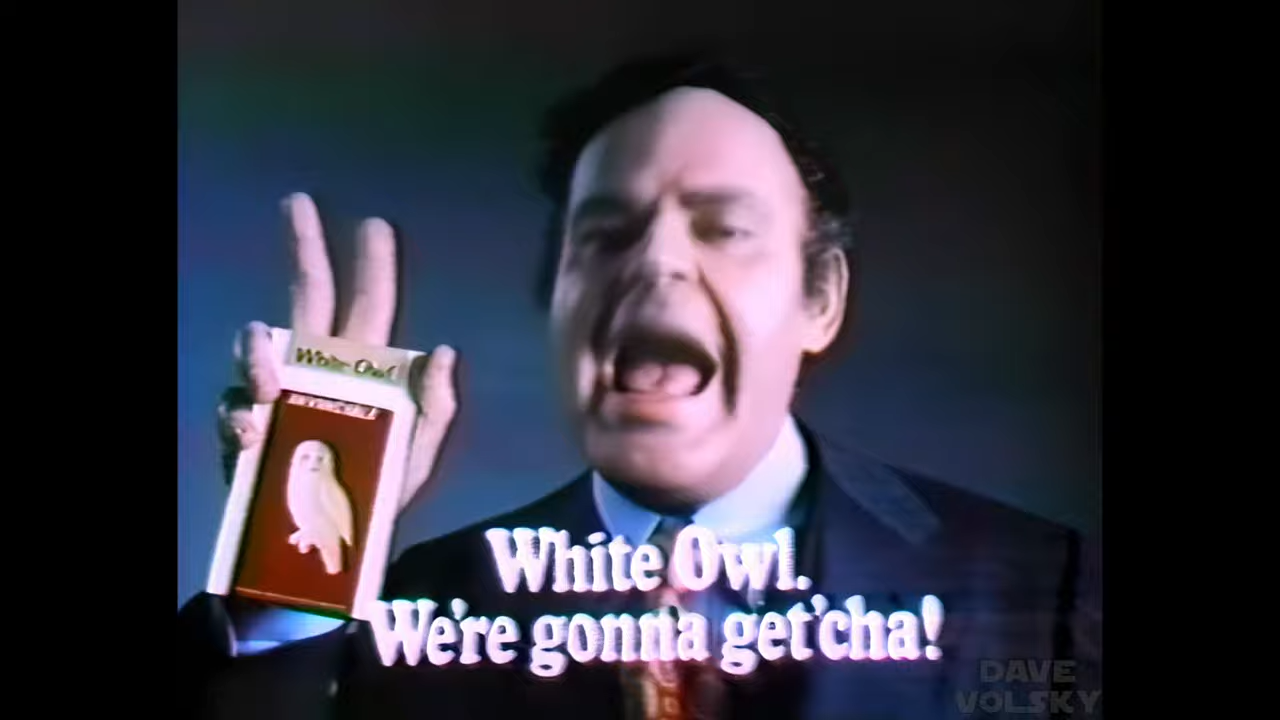 White Owl
White Owl.
We're gonna get'cha!
DAVE
VOLSKY